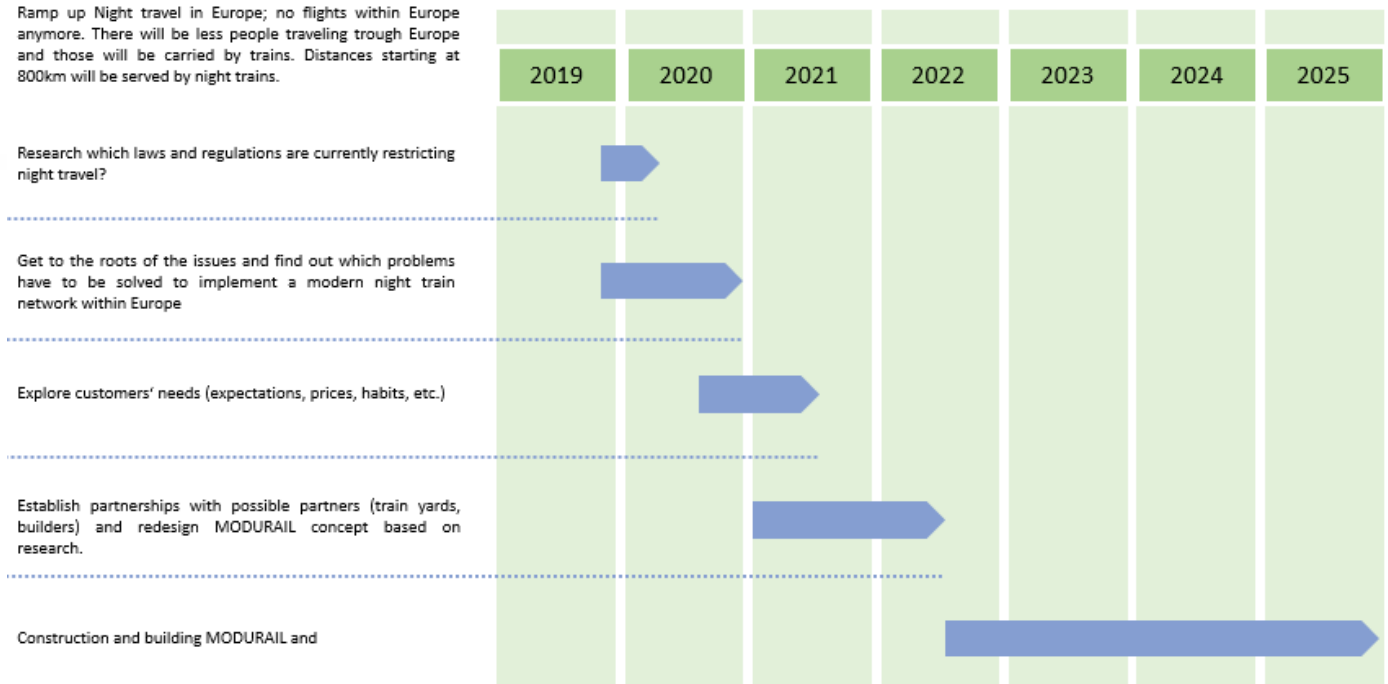 Ramp up Night travel in Europe; no flights within Europe
anymore. There will be less people traveling trough Europe
and those will be carried by trains. Distances starting at
800km will be served by night trains.
2019 2020 2021 2022 2023 2024 2025
Research which laws and regulations are currently restricting
night travel?
Get to the roots of the issues and find out which problems
have to be solved to implement a modern night train
network within Europe
Explore customers‘ needs (expectations, prices, habits, etc.)
Establish partnerships with possible partners (train yards,
builders) and redesign MODURAIL concept based on
research.
Construction and building MODURAIL and